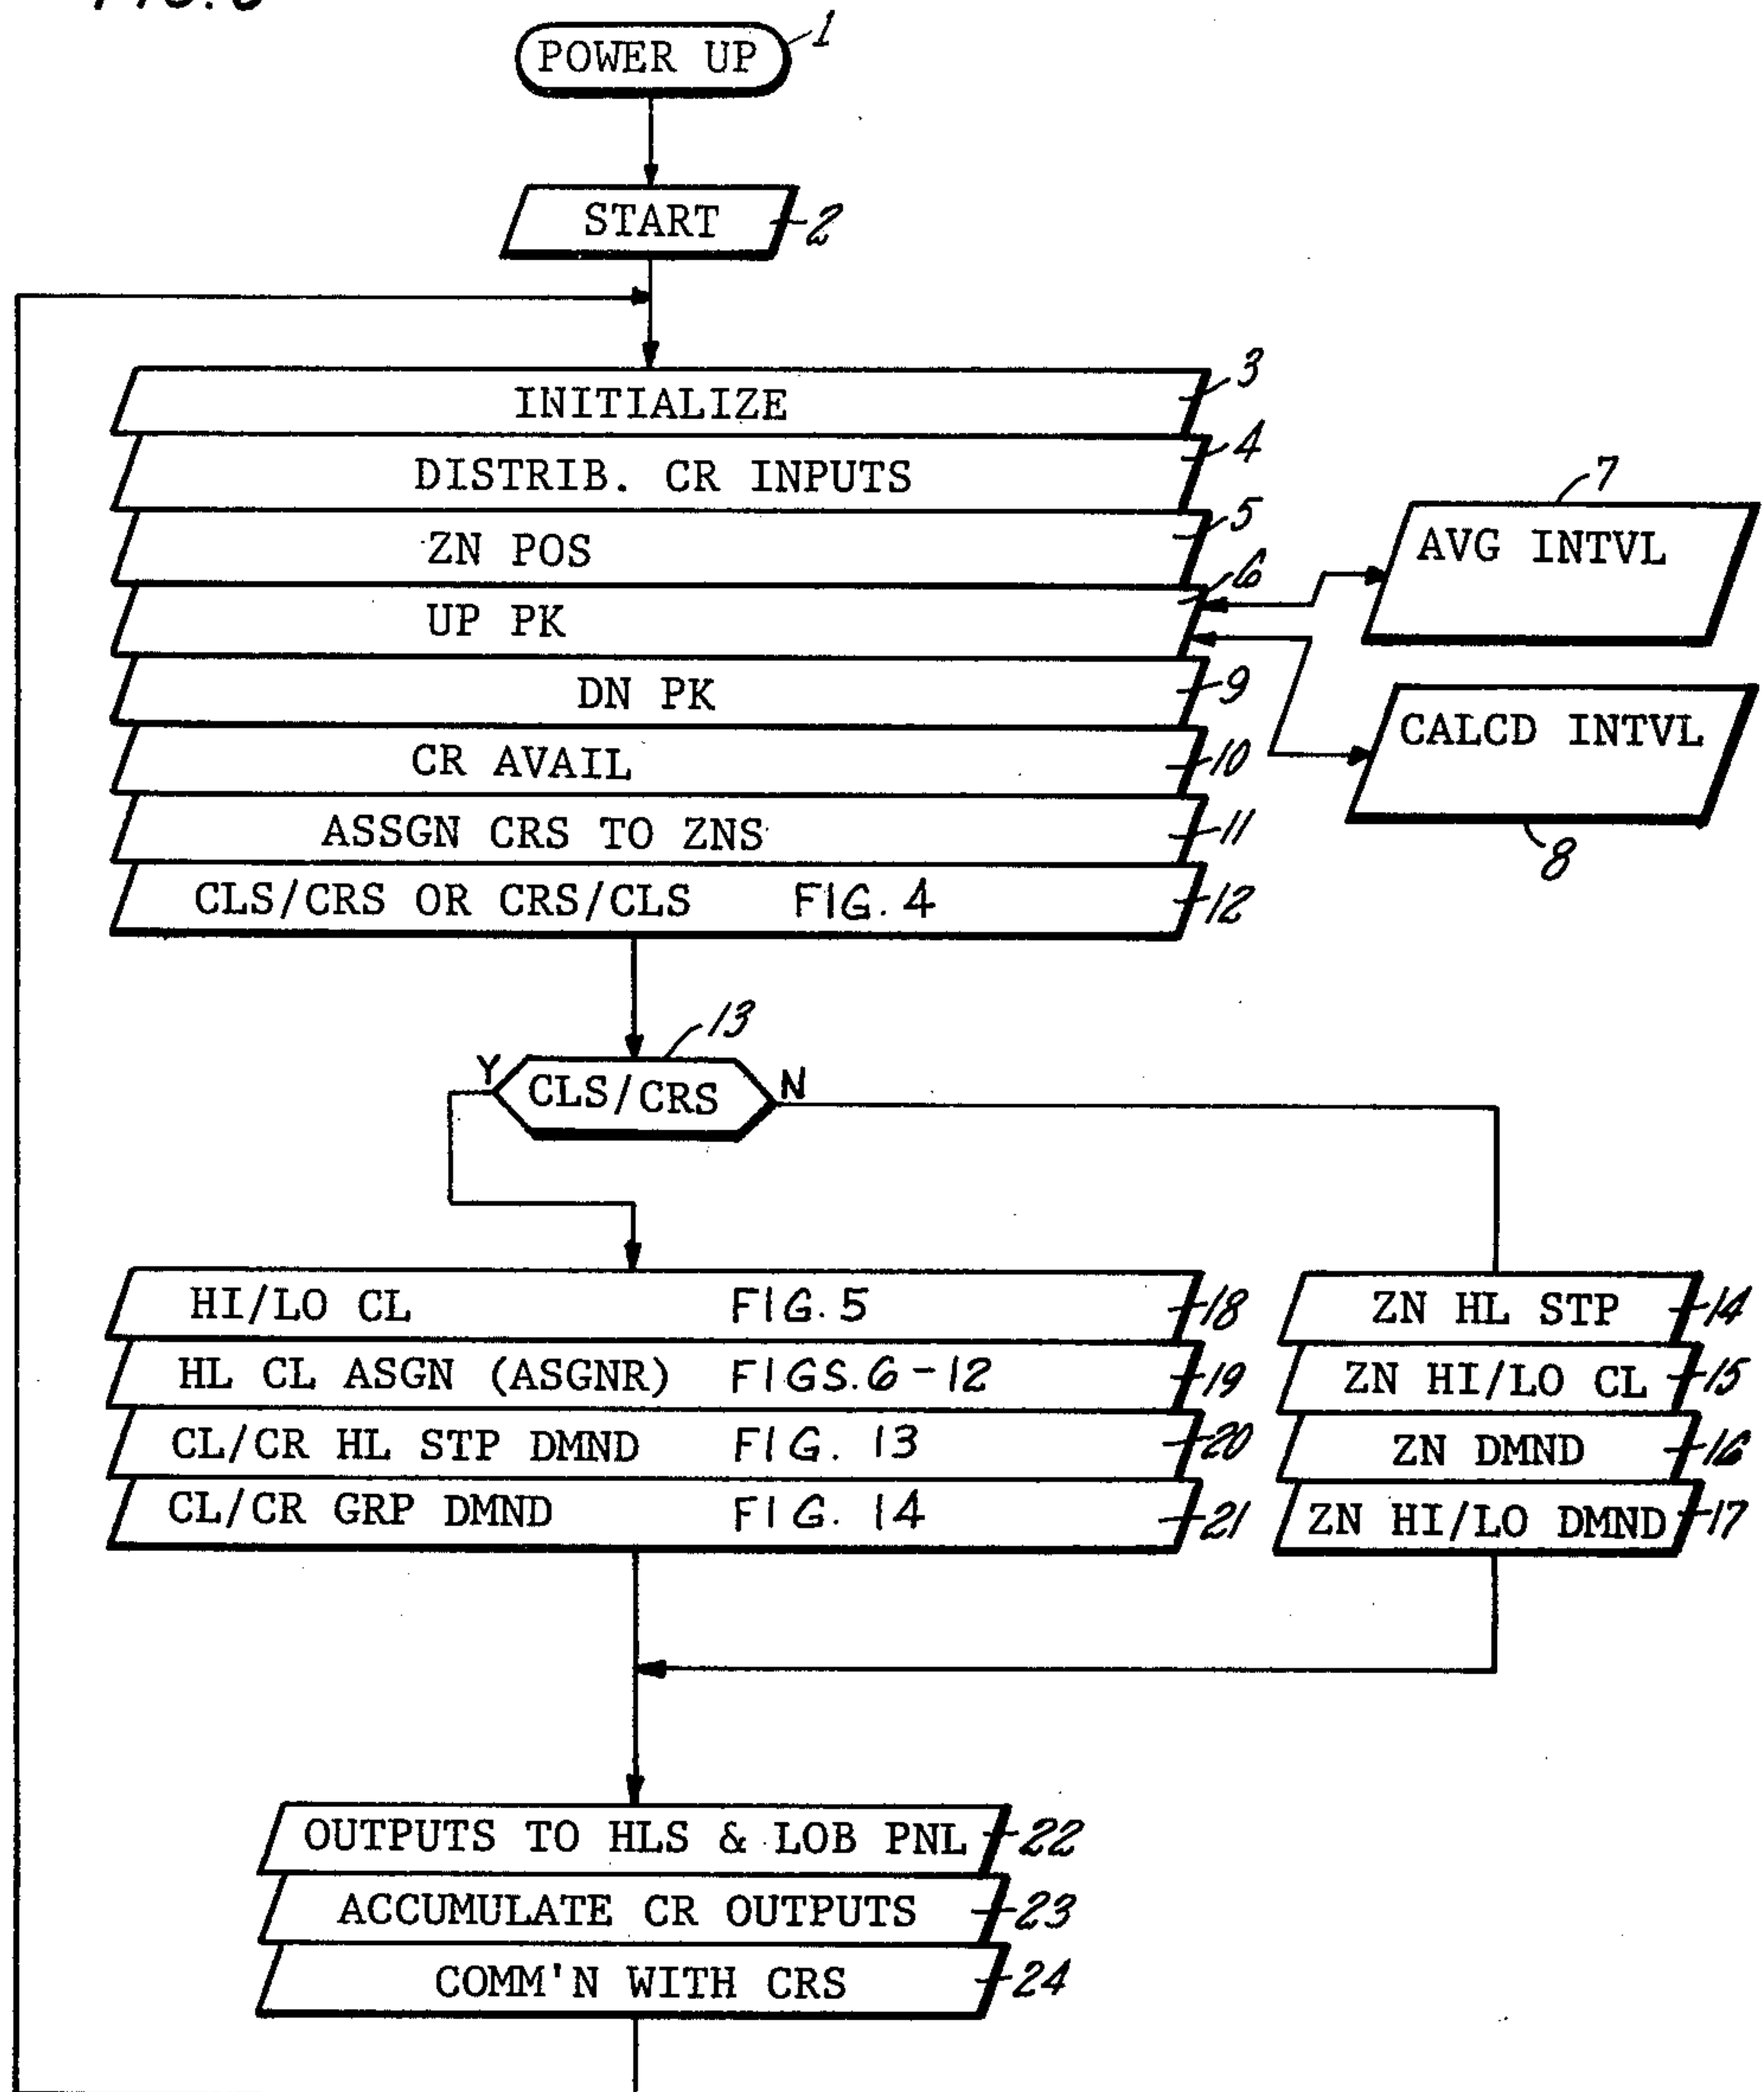 POWER UP 1
START 2
INITIALIZE 3
DISTRIB. CR INPUTS 4
ZN POS 5
UP PK 6
7
AVG INTVL
CALCD INTVL
8
DN PK 9
CR AVAIL 10
ASSGN CRS TO ZNS 11
CLS/CRS OR CRS/CLS FIG. 4 12
13
Y CLS/CRS N
HI/LO CL FIG. 5 18
HL CL ASGN (ASGNR) FIGS. 6-12 19
CL/CR HL STP DMND FIG. 13 20
CL/CR GRP DMND FIG. 14 21
ZN HL STP 14
ZN HI/LO CL 15
ZN DMND 16
ZN HI/LO DMND 17
OUTPUTS TO HLS & LOB PNL 22
ACCUMULATE CR OUTPUTS 23
COMM'N WITH CRS 24